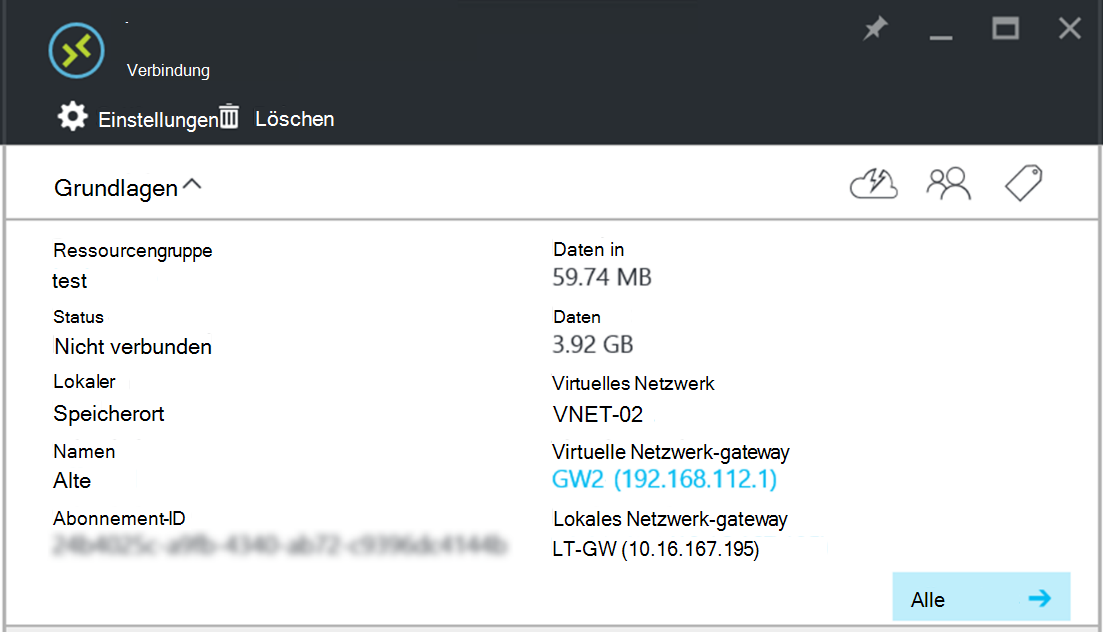 Verbindung
Einstellungen Löschen
Grundlagen
Ressourcengruppe
test
Status
Nicht verbunden
Lokaler
Speicherort
Namen
Alte
Abonnement-ID
Daten in
59.74 MB
Daten
3.92 GB
Virtuelles Netzwerk
VNET-02
Virtuelle Netzwerk-gateway
GW2 (192.168.112.1)
Lokales Netzwerk-gateway
LT-GW (10.16.167.195)
Alle